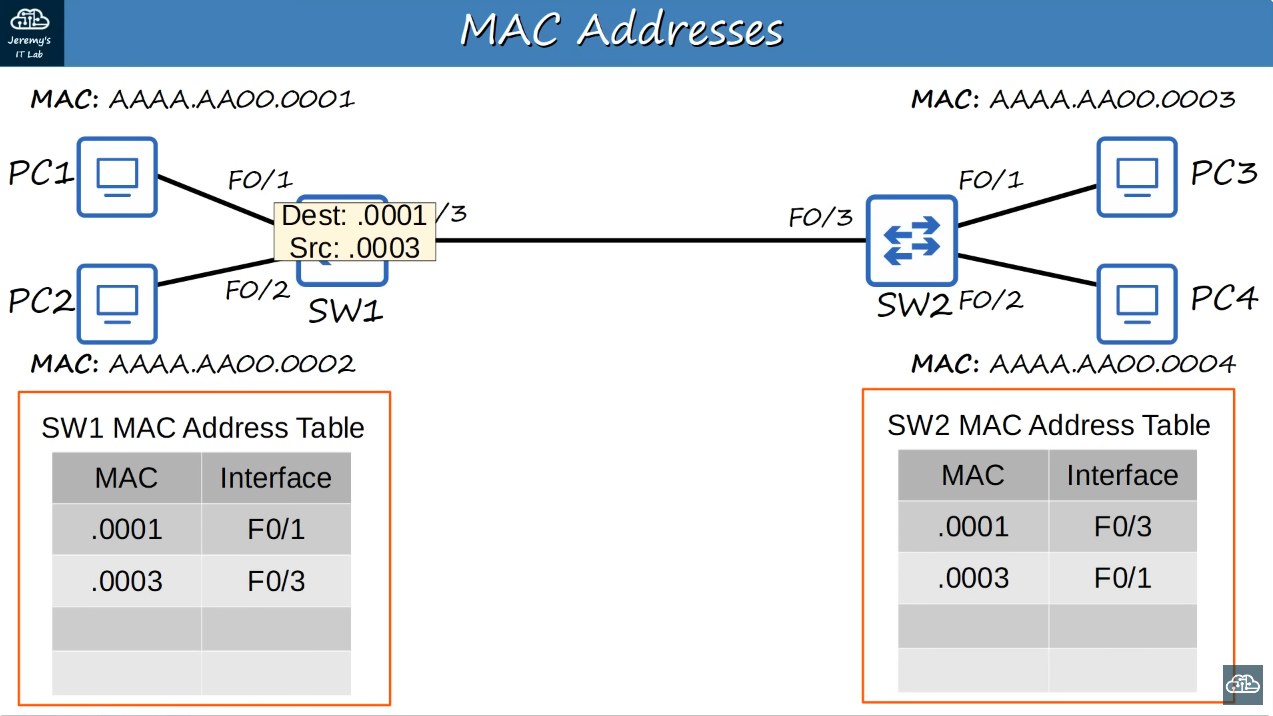 Jeremy's
IT Lab
MAC Addresses
MAC: AAAA.AA00.0001
MAC: AAAA.AA00.0003
PC1
F0/1
Dest: .0001
Src: .0003
/3
F0/3
F0/1
PC3
PC2
F0/2
SW1
SW2
F0/2
PC4
MAC: AAAA.AA00.0002
MAC: AAAA.AA00.0004
SW1 MAC Address Table
MAC Interface
.0001 F0/1
.0003 F0/3
SW2 MAC Address Table
MAC Interface
.0001 F0/3
.0003 F0/1